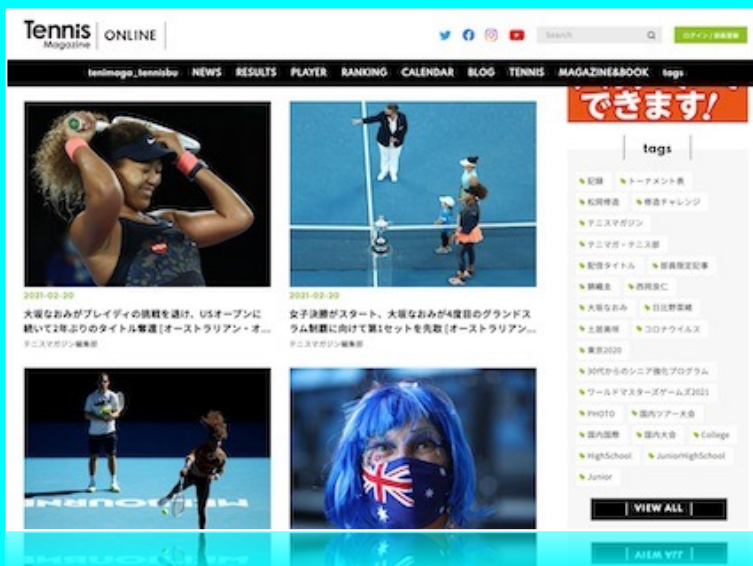 Tennis
Magazine
ONLINE
Search
ログイン / 会員登録
tenimaga_tennisbu NEWS RESULTS PLAYER RANKING CALENDAR BLOG TENNIS MAGAZINE&BOOK tags
できます!
2021-02-20
大坂なおみがブレイディの挑戦を退け、USオープンに
続いて2年ぶりのタイトル奪還 [オーストラリアン・オ...
テニスマガジン編集部
2021-02-20
女子決勝がスタート、大坂なおみが4度目のグランドス
ラム制覇に向けて第1セットを先取 [オーストラリアン...
テニスマガジン編集部
tags
記録 トーナメント表
松岡修造 修造チャレンジ
テニスマガジン
テニマガ・テニス部
配信タイトル 部員限定記事
錦織圭 西岡良仁
大坂なおみ 日比野菜緒
土居美咲 コロナウイルス
東京2020
30代からのシニア強化プログラム
ワールドマスターズゲームズ2021
PHOTO 国内ツアー大会
国内国際 国内大会 College
HighSchool JuniorHighSchool
Junior
VIEW ALL